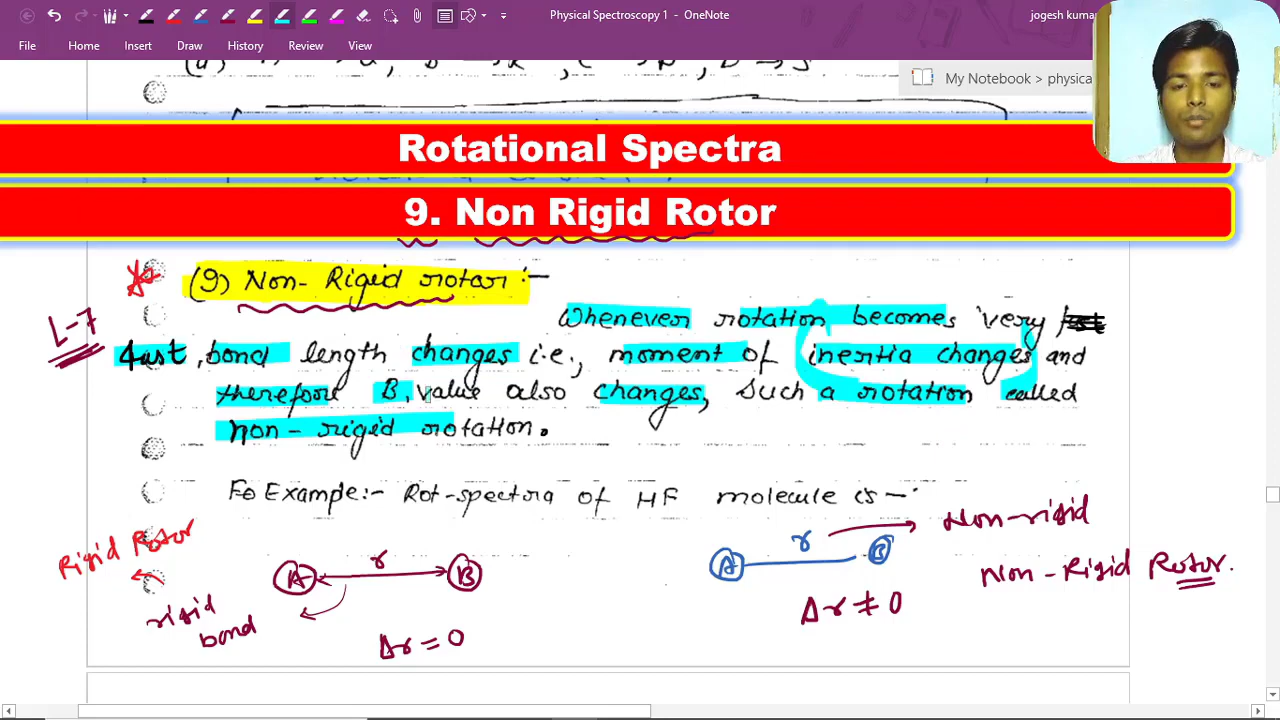 Physical Spectroscopy 1 - OneNote
jogesh kumar
File Home Insert Draw History Review View
My Notebook > physica
Rotational Spectra
9. Non Rigid Rotor
(9) Non-Rigid rotor :-
L-7
Whenever rotation becomes very
fast, bond length changes i.e., moment of inertia changes and
therefore B, value also changes, Such a rotation called
non-rigid rotation.
Example:- Rot-spectra of HF molecule is -:
Rigid Rotor
A r B
rigid bond
Δr = 0
A r B
Non-rigid
Non-Rigid Rotor.
Δr ≠ 0